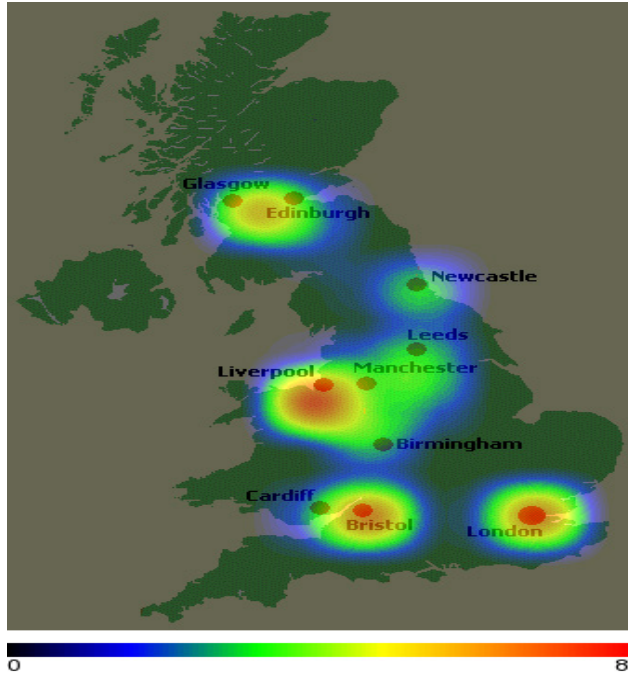 Glasgow
Edinburgh
Newcastle
Leeds
Manchester
Liverpool
Birmingham
Cardiff
Bristol
London
0 8